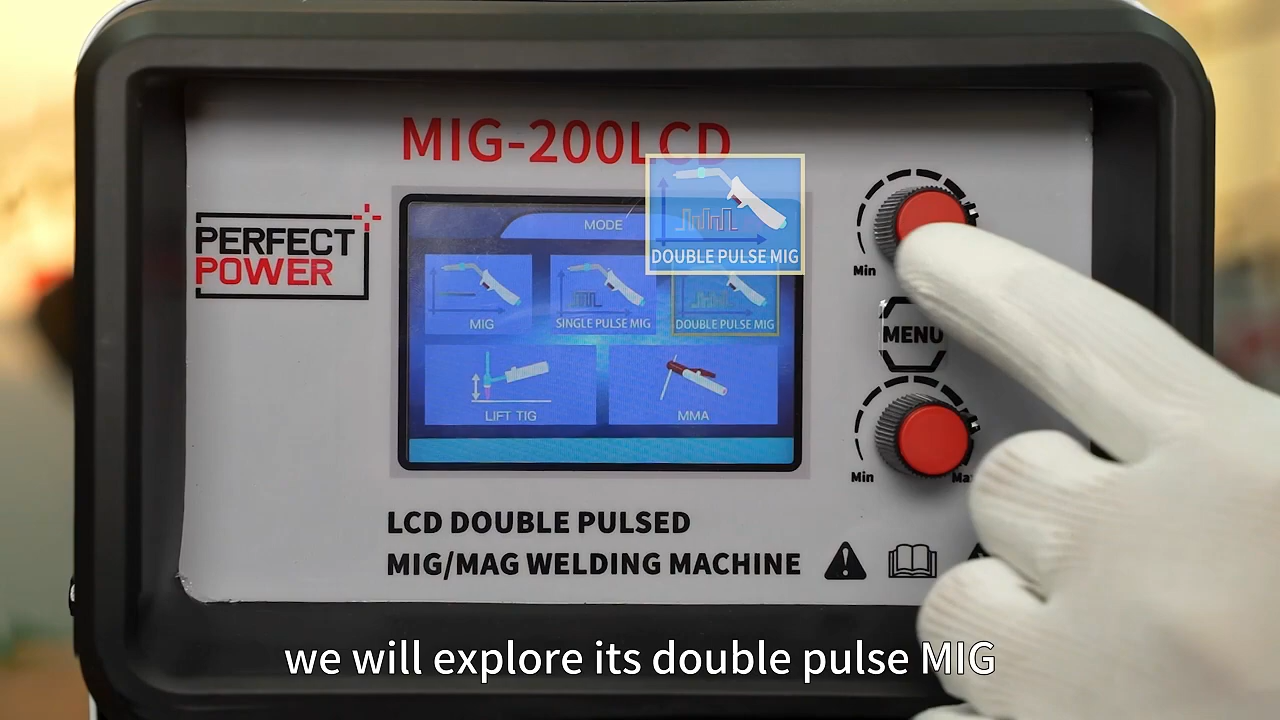 MIG-200LCD
PERFECT
POWER
MODE
DOUBLE PULSE MIG
MIG
SINGLE PULSE MIG
DOUBLE PULSE MIG
LIFT TIG
MMA
Min
MENU
Min
Max
LCD DOUBLE PULSED
MIG/MAG WELDING MACHINE
we will explore its double pulse MIG